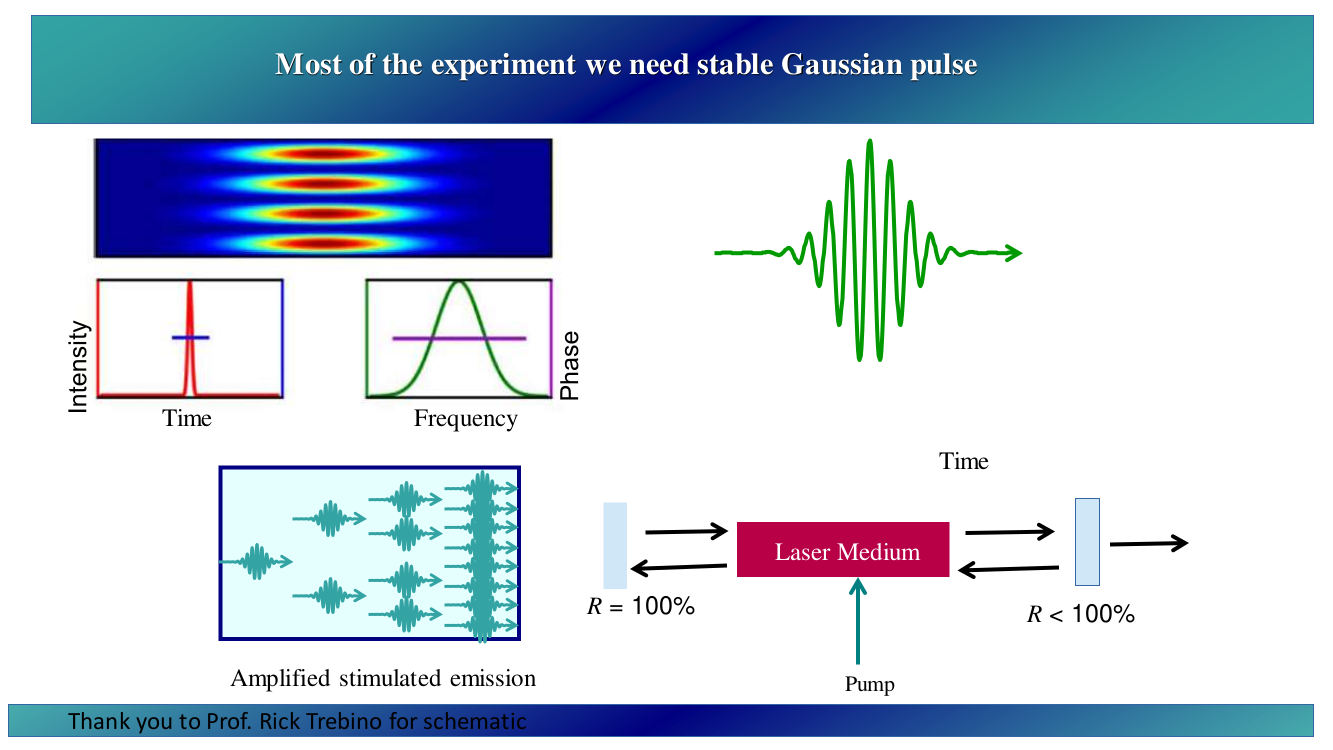 Most of the experiment we need stable Gaussian pulse
Intensity
Phase
Time
Frequency
Time
Laser Medium
R = 100%
R < 100%
Amplified stimulated emission
Pump
Thank you to Prof. Rick Trebino for schematic